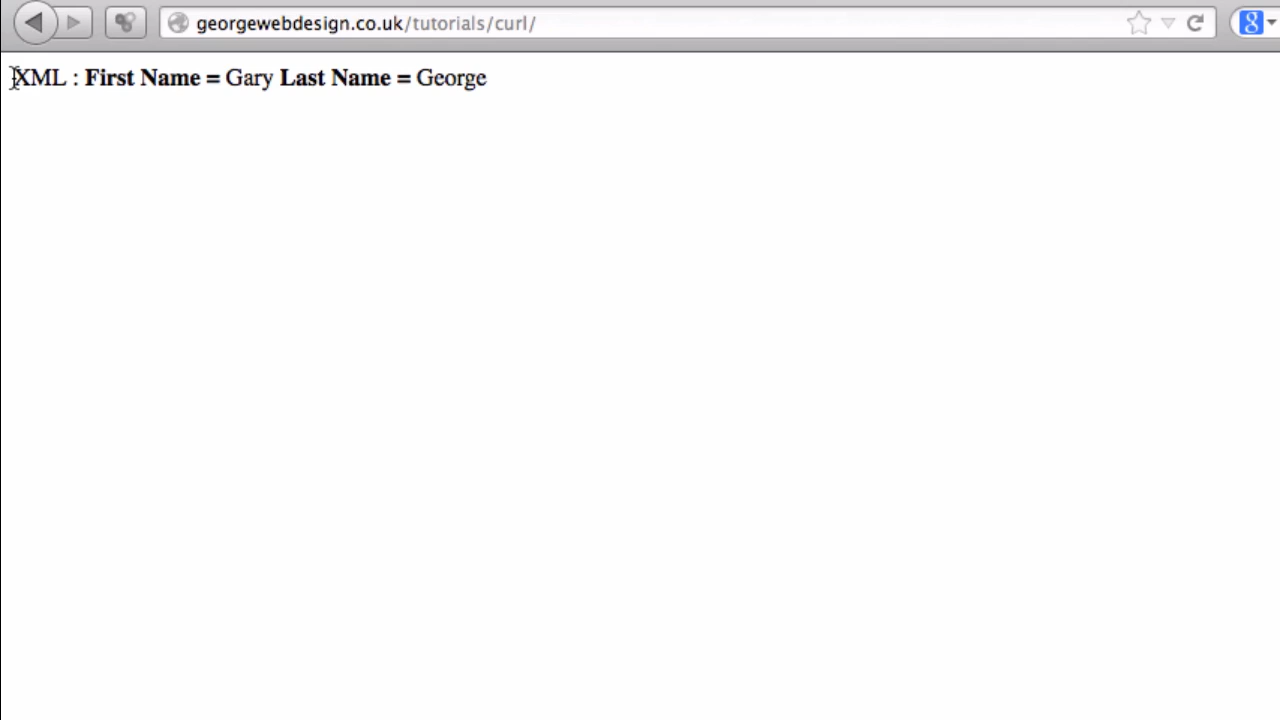 georgewebdesign.co.uk/tutorials/curl/
XML : First Name = Gary Last Name = George